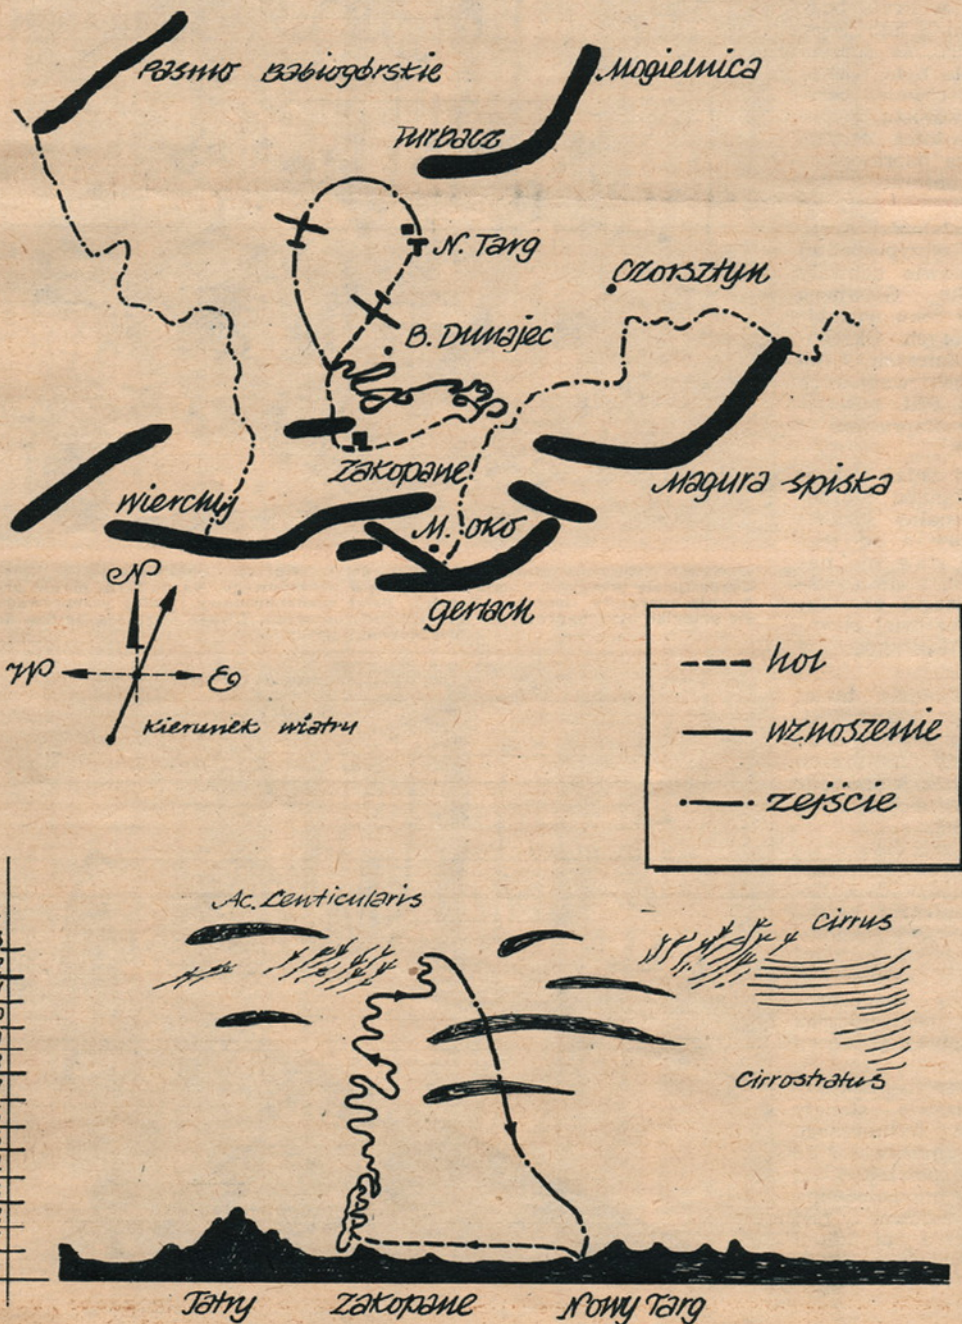 Pasmo Babiogórskie
Mogielnica
Turbacz
N. Targ
Czorsztyn
B. Dunajec
Zakopane
Magura Spiska
Wierchy
M. Oko
Gerlach
N
W E
Kierunek wiatru
hol
wznoszenie
zejście
Ac. Lenticularis
Cirrus
Cirrostratus
Tatry Zakopane Nowy Targ